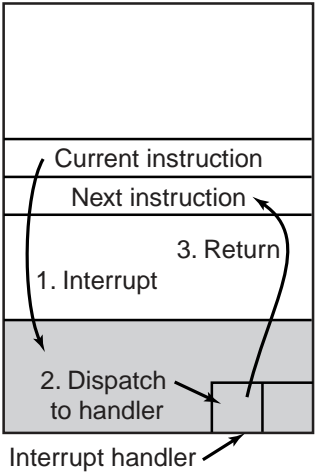 Current instruction
Next instruction
3. Return
1. Interrupt
2. Dispatch
to handler
Interrupt handler